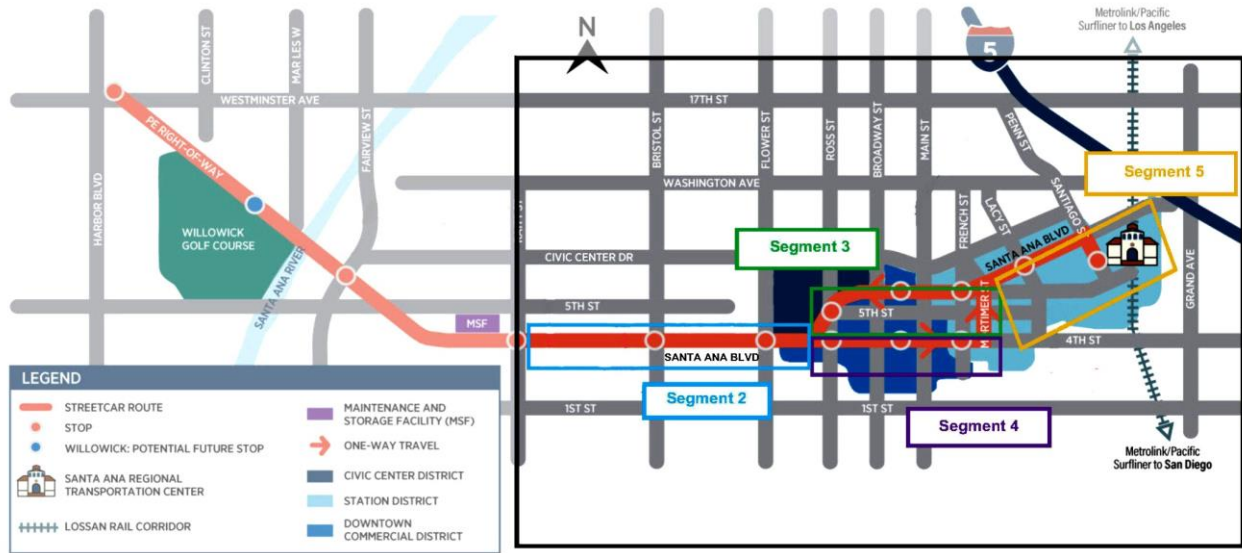 Metrolink/Pacific
Surfliner to Los Angeles
N
5
CLINTON ST
MAR LES W
WESTMINSTER AVE
17TH ST
PE RIGHT-OF-WAY
FAIRVIEW ST
BRISTOL ST
FLOWER ST
ROSS ST
BROADWAY ST
MAIN ST
PENN ST
HARBOR BLVD
WASHINGTON AVE
Segment 5
SANTIAGO ST
LACY ST
FRENCH ST
WILLOWICK
GOLF COURSE
SANTA ANA RIVER
CIVIC CENTER DR
Segment 3
SANTA ANA BLVD
GRAND AVE
5TH ST
5TH ST
MORTIMER ST
MSF
4TH ST
SANTA ANA BLVD
Segment 2
1ST ST
1ST ST
Segment 4
Metrolink/Pacific
Surfliner to San Diego
LEGEND
STREETCAR ROUTE
STOP
WILLOWICK: POTENTIAL FUTURE STOP
SANTA ANA REGIONAL
TRANSPORTATION CENTER
LOSSAN RAIL CORRIDOR
MAINTENANCE AND
STORAGE FACILITY (MSF)
ONE-WAY TRAVEL
CIVIC CENTER DISTRICT
STATION DISTRICT
DOWNTOWN
COMMERCIAL DISTRICT